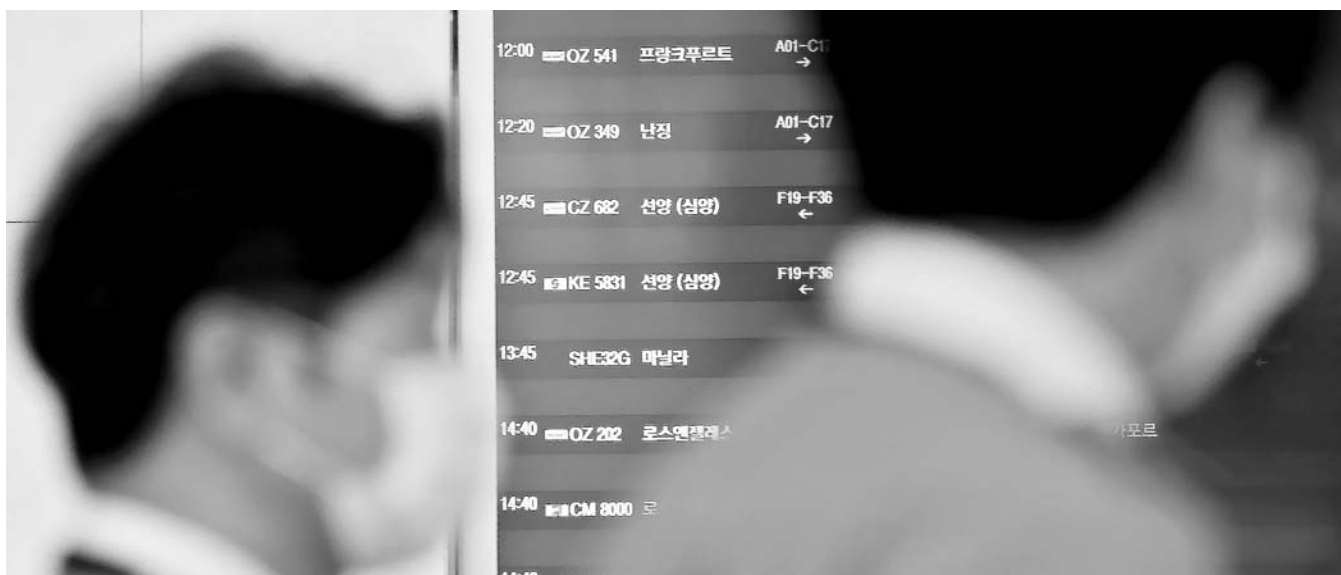 12:00 OZ 541 프랑크푸르트 A01-C17 →
12:20 OZ 349 난징 A01-C17 →
12:45 CZ 682 선양 (심양) F19-F36 ←
12:45 KE 5831 선양 (심양) F19-F36 ←
13:45 SHE32G 마닐라
14:40 OZ 202 로스앤젤레스 가포르
14:40 CM 8000 로